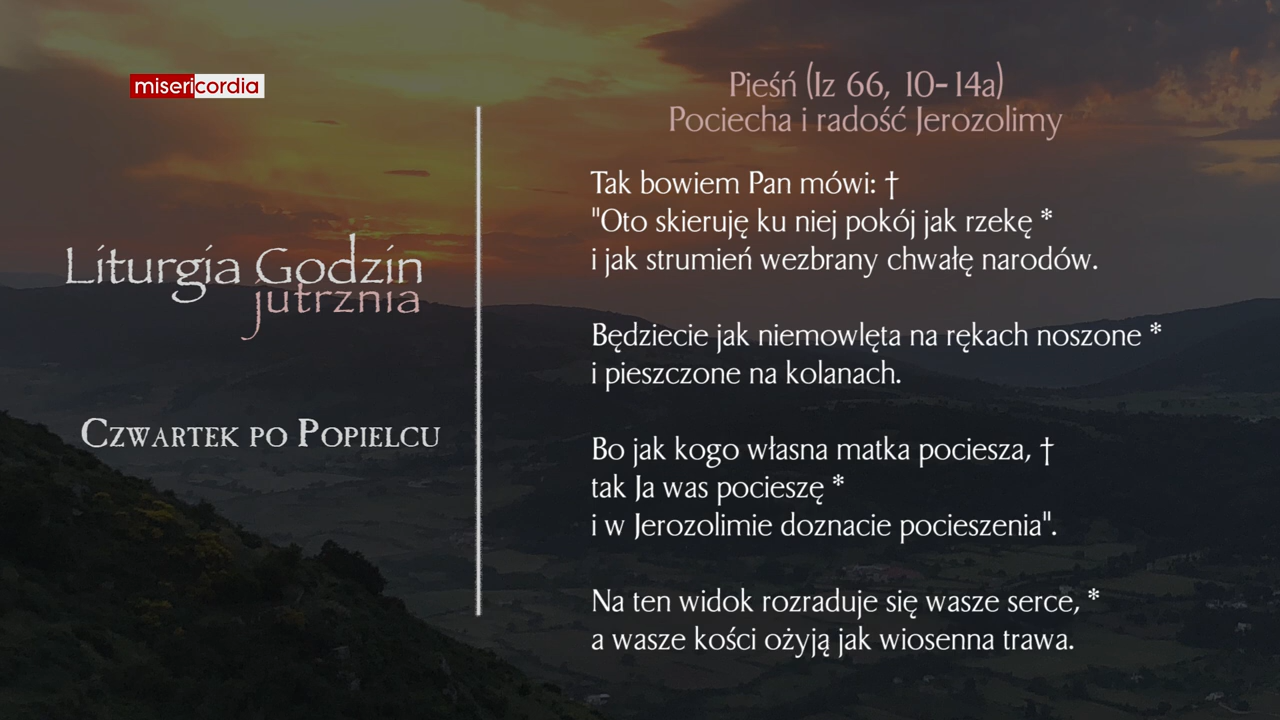 misericordia
Liturgia Godzin
jutrznia
Czwartek po Popielcu
Pieśń (Iz 66, 10-14a)
Pociecha i radość Jerozolimy
Tak bowiem Pan mówi: †
"Oto skieruję ku niej pokój jak rzekę *
i jak strumień wezbrany chwałę narodów.
Będziecie jak niemowlęta na rękach noszone *
i pieszczone na kolanach.
Bo jak kogo własna matka pociesza, †
tak Ja was pocieszę *
i w Jerozolimie doznacie pocieszenia".
Na ten widok rozraduje się wasze serce, *
a wasze kości ożyją jak wiosenna trawa.